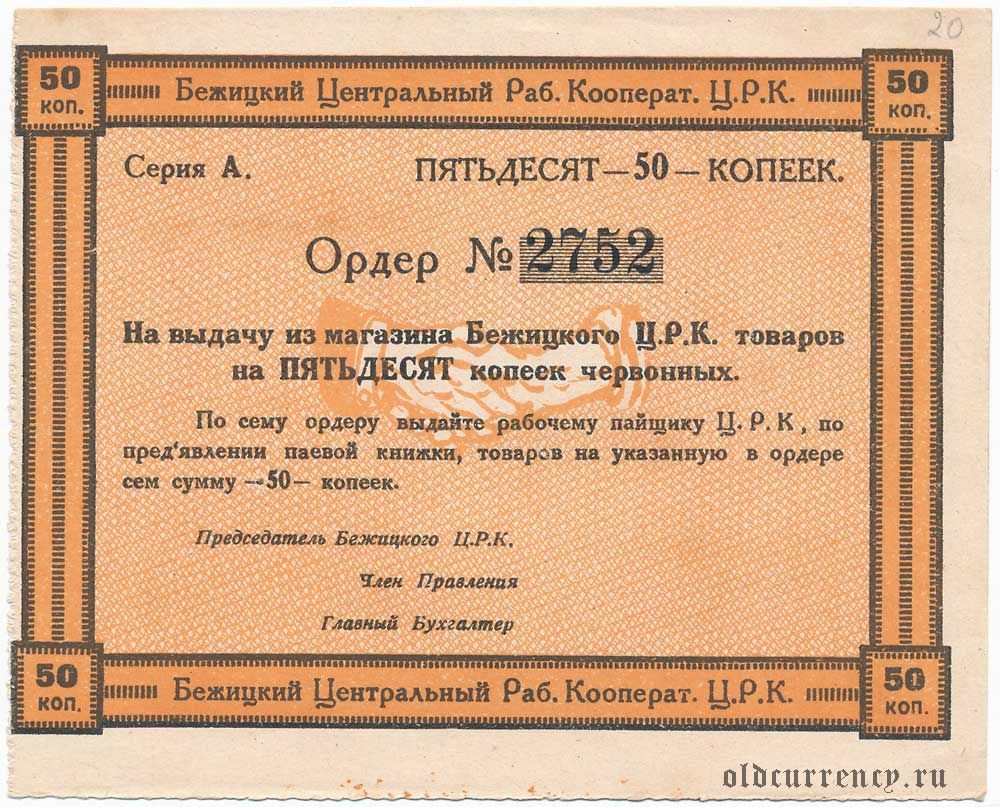 20
50 коп.
Бежицкий Центральный Раб. Кооперат. Ц.Р.К.
50 коп.
Серия А.
ПЯТЬДЕСЯТ—50—КОПЕЕК.
Ордер № 2752
На выдачу из магазина Бежицкого Ц.Р.К. товаров
на ПЯТЬДЕСЯТ копеек червонных.
По сему ордеру выдайте рабочему пайщику Ц. Р. К, по
пред'явлении паевой книжки, товаров на указанную в ордере
сем сумму —50— копеек.
Председатель Бежицкого Ц.Р.К.
Член Правления
Главный Бухгалтер
50 коп.
Бежицкий Центральный Раб. Кооперат. Ц.Р.К.
50 коп.
oldcurrency.ru